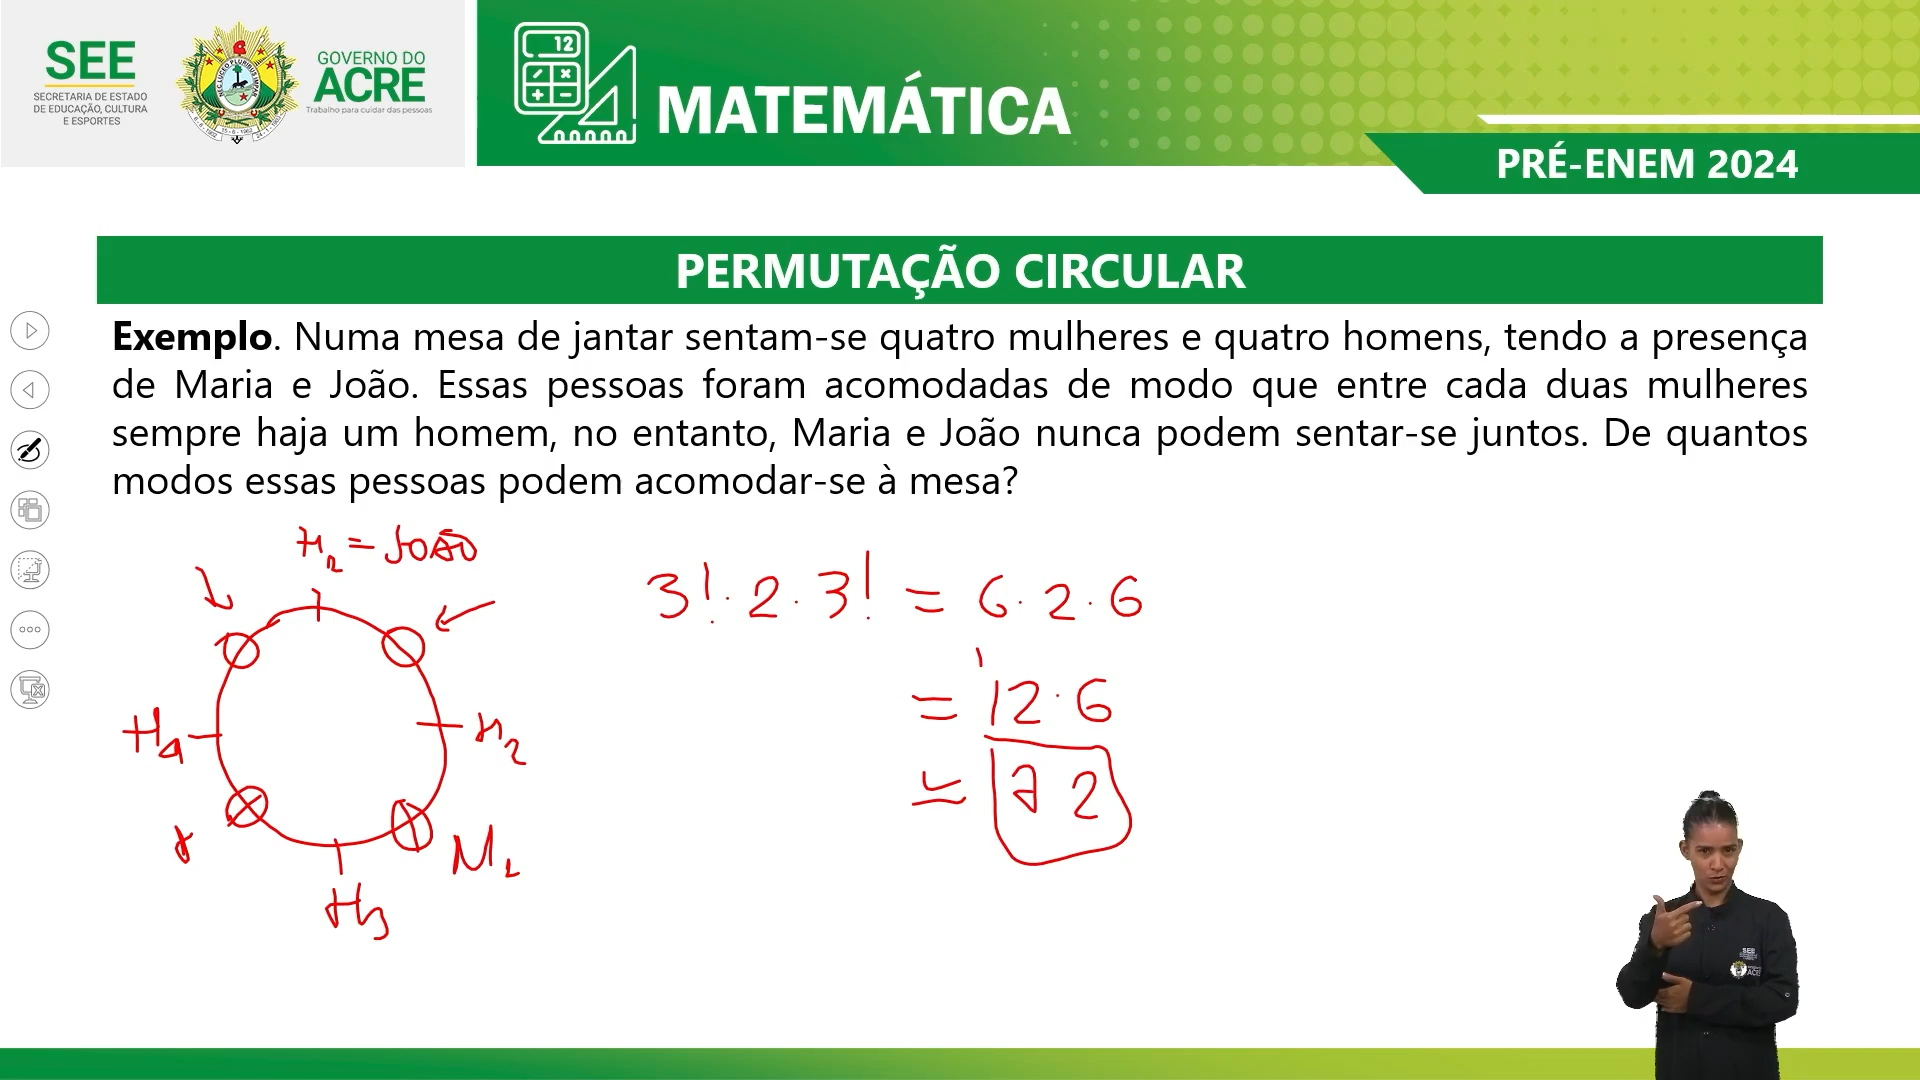 SEE
SECRETARIA DE ESTADO
DE EDUCAÇÃO, CULTURA
E ESPORTES
GOVERNO DO
ACRE
Trabalho para cuidar das pessoas
12
MATEMÁTICA
PRÉ-ENEM 2024
PERMUTAÇÃO CIRCULAR
Exemplo. Numa mesa de jantar sentam-se quatro mulheres e quatro homens, tendo a presença
de Maria e João. Essas pessoas foram acomodadas de modo que entre cada duas mulheres
sempre haja um homem, no entanto, Maria e João nunca podem sentar-se juntos. De quantos
modos essas pessoas podem acomodar-se à mesa?
H₂ = JOÃO
3! · 2 · 3! = 6 · 2 · 6
= 12 · 6
= 72
H₄
H₂
H₃
SEE
ACRE